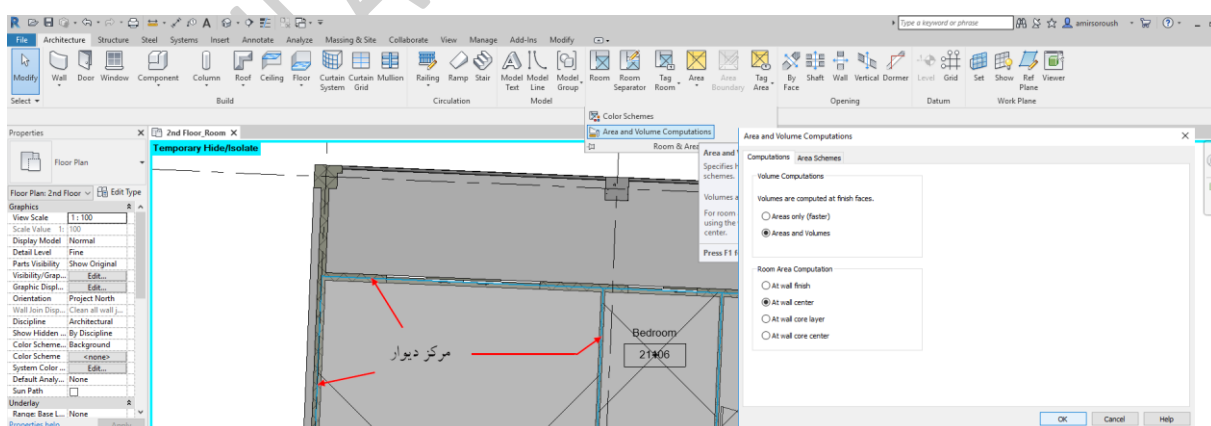 Type a keyword or phrase
amirsoroush
File Architecture Structure Steel Systems Insert Annotate Analyze Massing & Site Collaborate View Manage Add-Ins Modify
Modify Wall Door Window Component Column Roof Ceiling Floor Curtain System Curtain Grid Mullion Railing Ramp Stair Model Text Model Line Model Group Room Room Separator Tag Room Area Area Boundary Tag Area By Face Shaft Wall Vertical Dormer Level Grid Set Show Ref Plane Viewer
Select Build Circulation Model Opening Datum Work Plane
Color Schemes
Area and Volume Computations
Room & Area
Properties
2nd Floor_Room
Temporary Hide/Isolate
Floor Plan
Floor Plan: 2nd Floor Edit Type
Graphics
View Scale 1 : 100
Scale Value 1: 100
Display Model Normal
Detail Level Fine
Parts Visibility Show Original
Visibility/Grap... Edit...
Graphic Displ... Edit...
Orientation Project North
Wall Join Disp... Clean all wall j...
Discipline Architectural
Show Hidden ... By Discipline
Color Scheme... Background
Color Scheme <none>
System Color ... Edit...
Default Analy... None
Sun Path
Underlay
Range: Base L... None
Properties help Apply
مرکز دیوار
Bedroom
21406
Area and
Specifies
schemes.
Volumes a
For room
using the
center.
Press F1 f
Area and Volume Computations
Computations Area Schemes
Volume Computations
Volumes are computed at finish faces.
Areas only (faster)
Areas and Volumes
Room Area Computation
At wall finish
At wall center
At wall core layer
At wall core center
OK Cancel Help